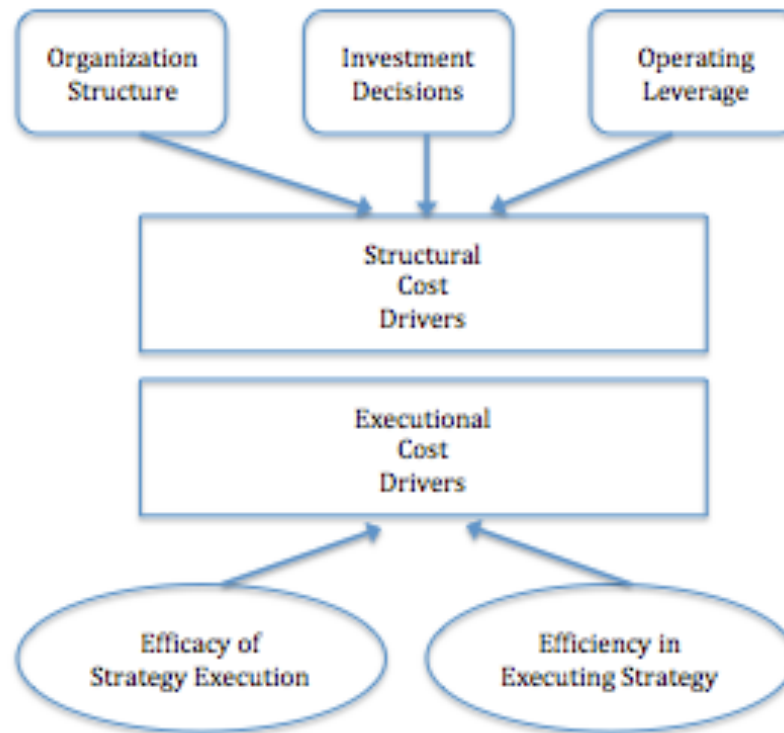 Organization
Structure
Investment
Decisions
Operating
Leverage
Structural
Cost
Drivers
Executional
Cost
Drivers
Efficacy of
Strategy Execution
Efficiency in
Executing Strategy